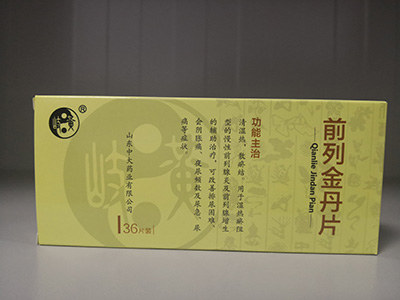 前列金丹片
Qianlie Jindan Pian
功能主治
清湿热，散瘀结。用于湿热瘀阻
型的慢性前列腺炎及前列腺增生
的辅助治疗，可改善排尿困难、
会阴胀痛、夜尿频数及尿急、尿
痛等症状。
山东中大药业有限公司
36片装
®